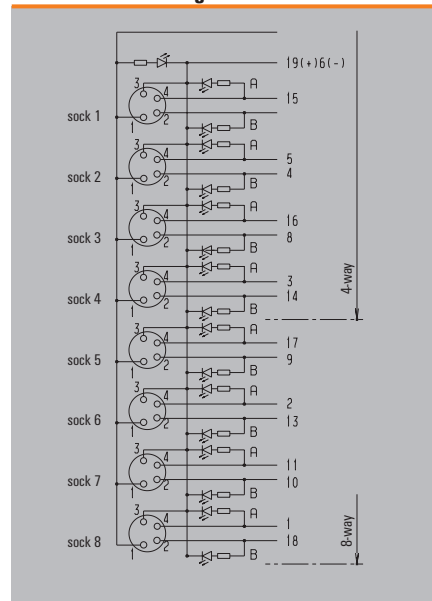 19(+)6(-)
3 A
4 15
sock 1
1 2 B
3 A
4 5
4
sock 2
1 2 B
3 A
4 16
8
sock 3
1 2 B
3 A
4 3
14
sock 4
1 2 B
4-way
3 A
4 17
9
sock 5
1 2 B
3 A
4 2
13
sock 6
1 2 B
3 A
4 11
10
sock 7
1 2 B
3 A
4 1
18
sock 8
1 2 B
8-way